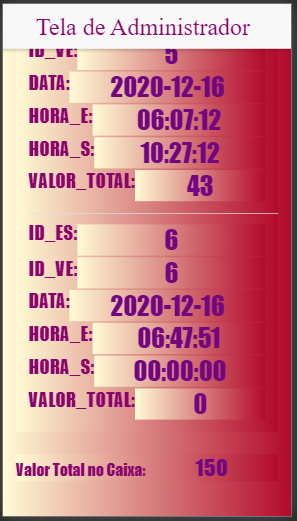 Tela de Administrador
ID_VE: 5
DATA: 2020-12-16
HORA_E: 06:07:12
HORA_S: 10:27:12
VALOR_TOTAL: 43
ID_ES: 6
ID_VE: 6
DATA: 2020-12-16
HORA_E: 06:47:51
HORA_S: 00:00:00
VALOR_TOTAL: 0
Valor Total no Caixa: 150